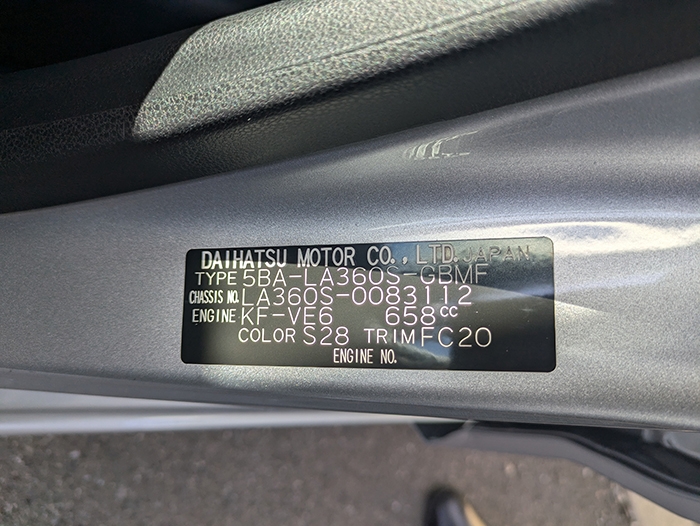 DAIHATSU MOTOR CO., LTD. JAPAN
TYPE 5BA-LA360S-GBMF
CHASSIS NO. LA360S-0083112
ENGINE KF-VE6 658cc
COLOR S28 TRIM FC20
ENGINE NO.